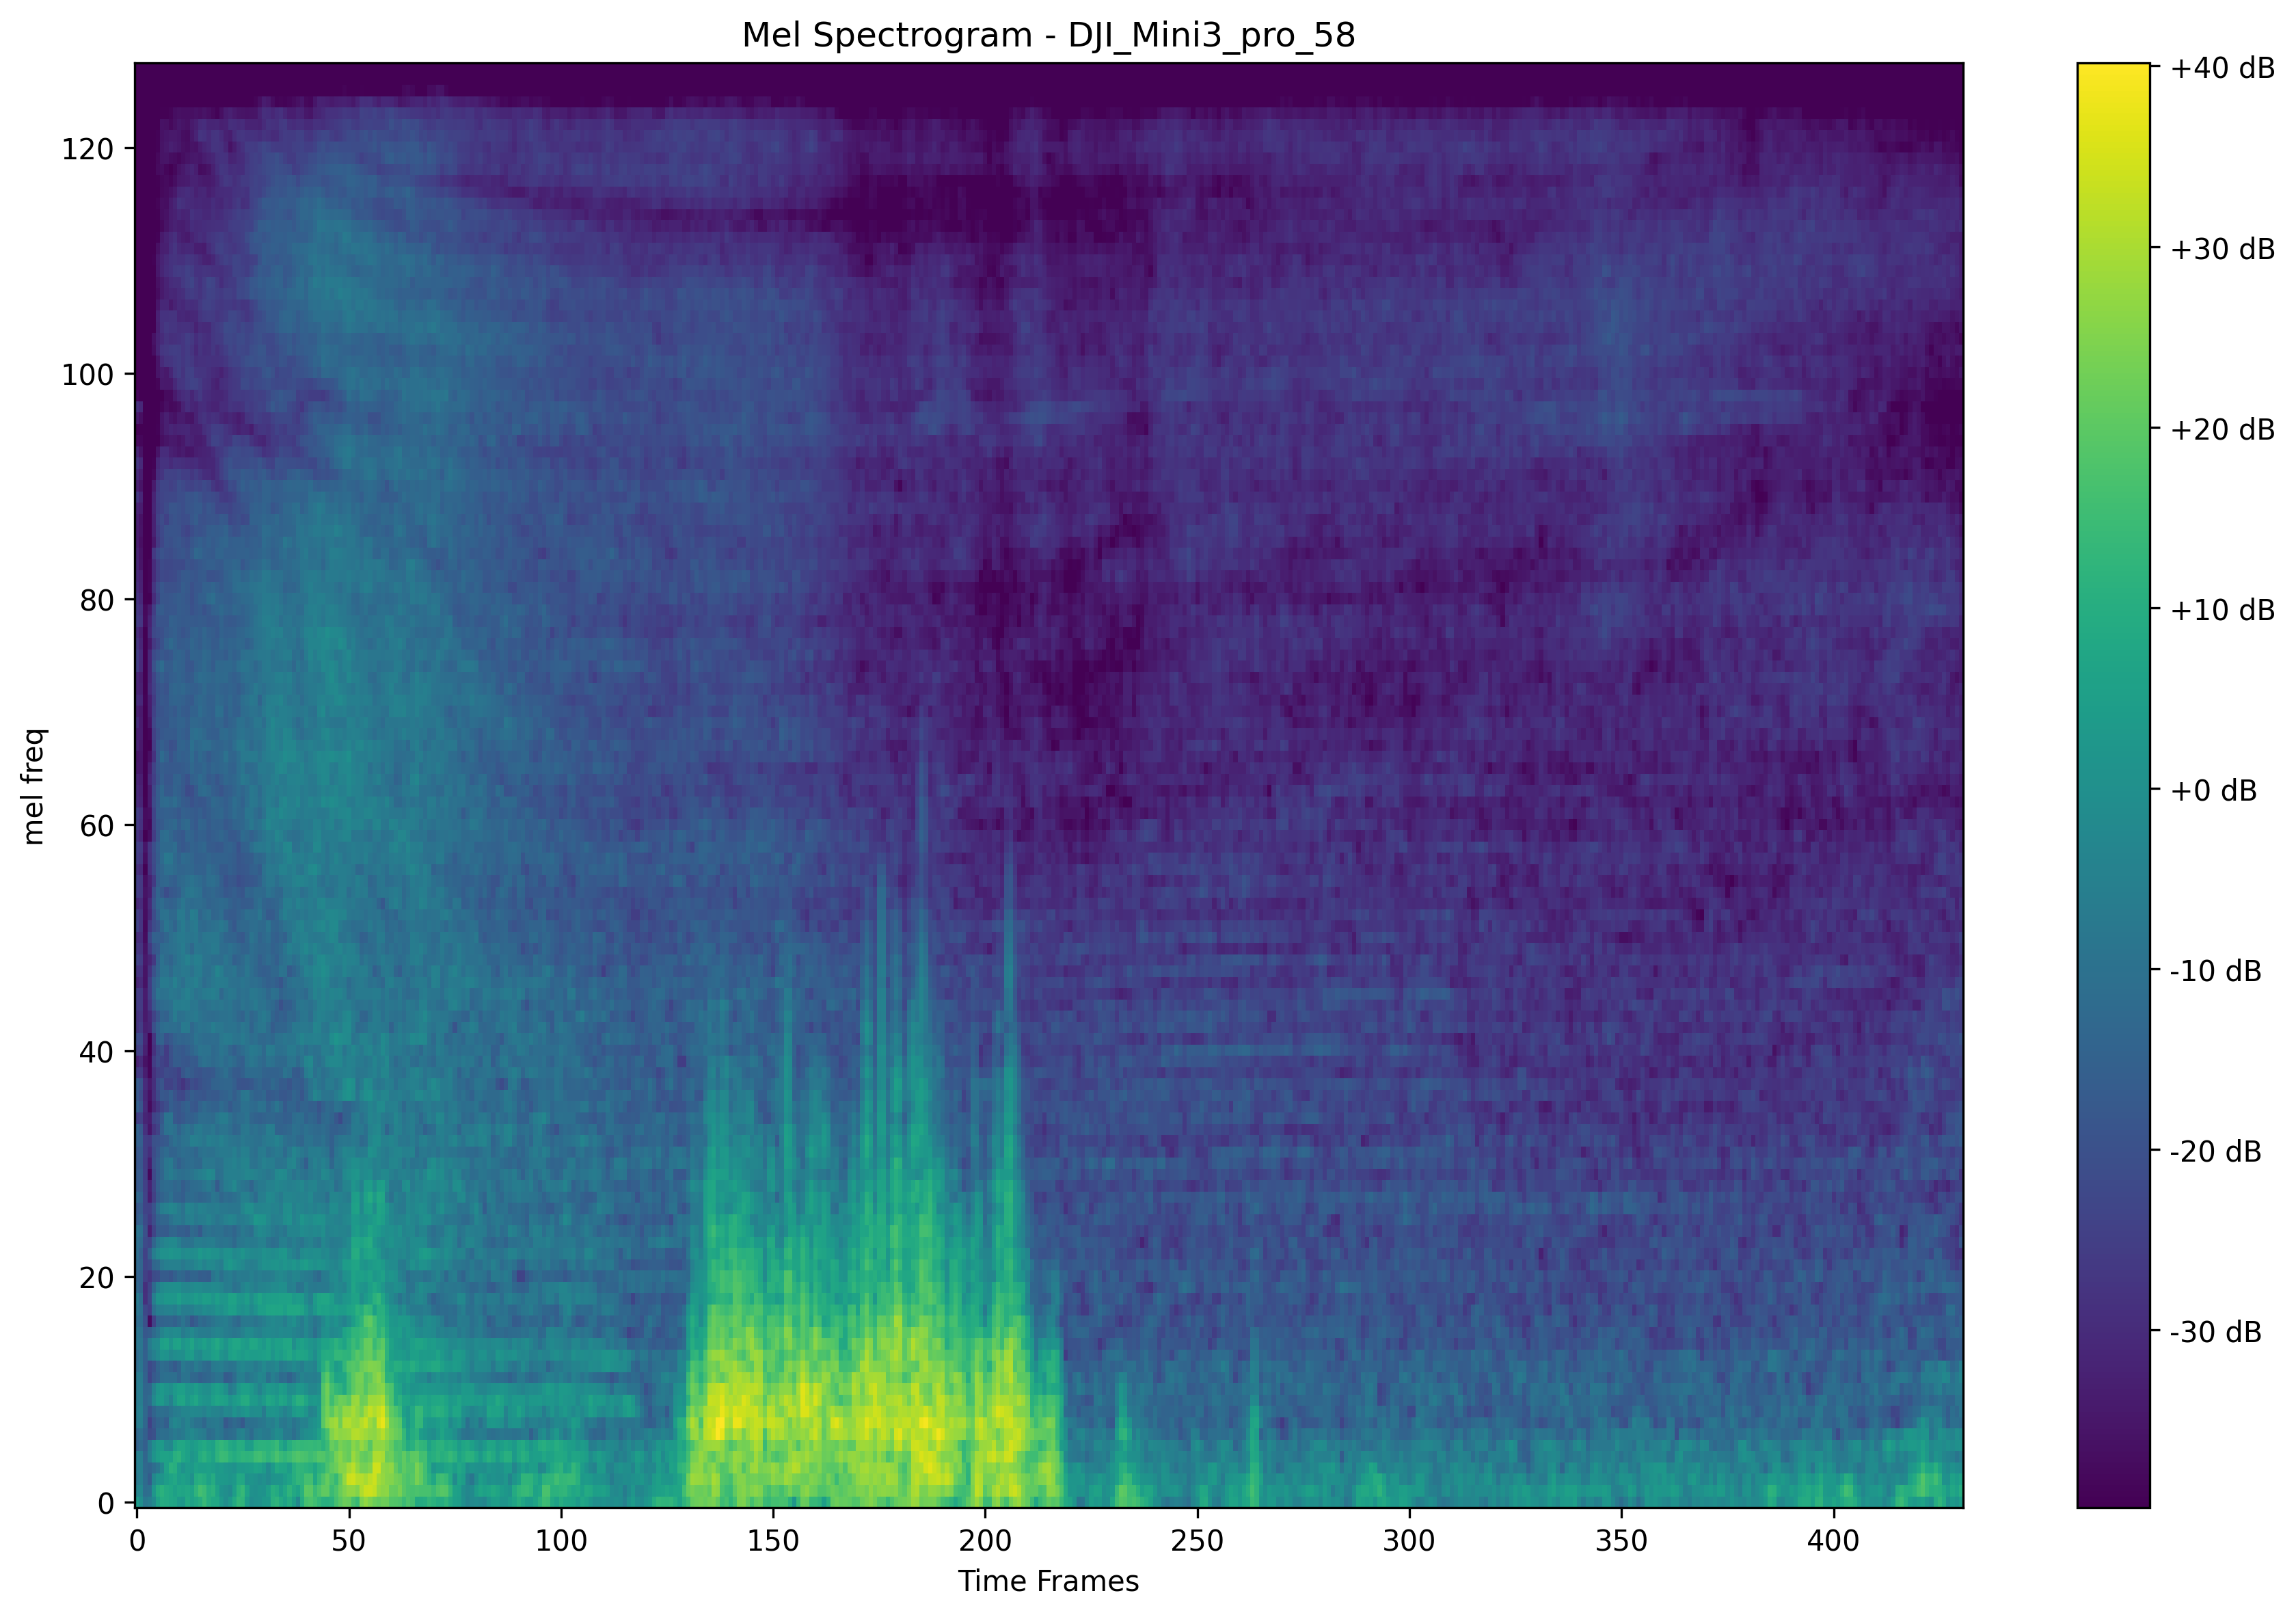 Mel Spectrogram - DJI_Mini3_pro_58
+40 dB
+30 dB
+20 dB
+10 dB
+0 dB
-10 dB
-20 dB
-30 dB
mel freq
120
100
80
60
40
20
0
0 50 100 150 200 250 300 350 400
Time Frames